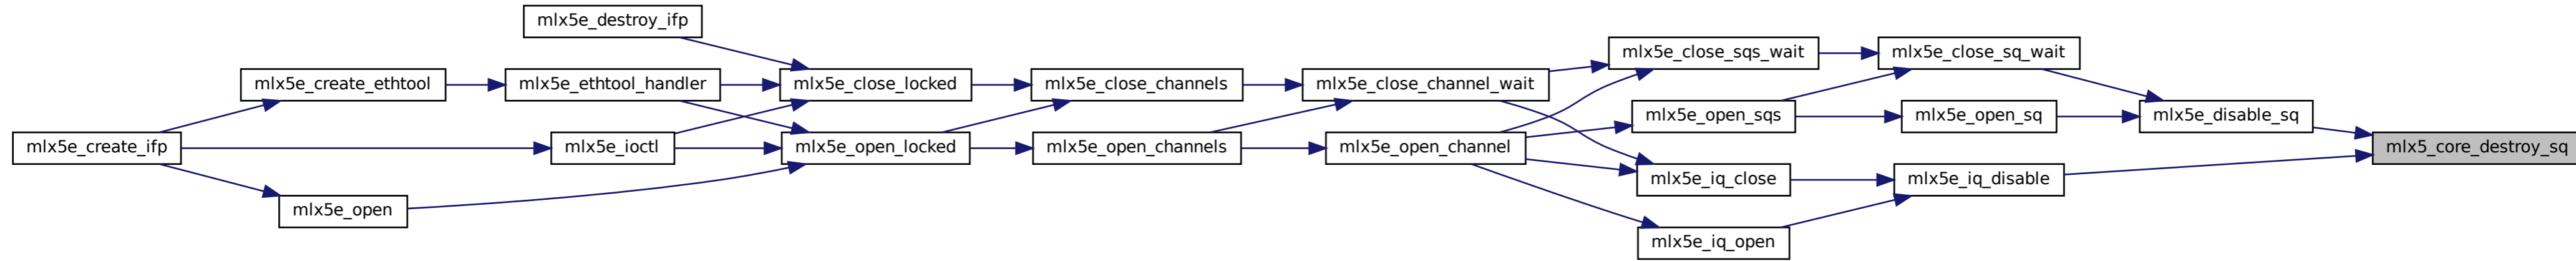 mlx5e_destroy_ifp
mlx5e_close_sqs_wait
mlx5e_close_sq_wait
mlx5e_create_ethtool
mlx5e_ethtool_handler
mlx5e_close_locked
mlx5e_close_channels
mlx5e_close_channel_wait
mlx5e_open_sqs
mlx5e_open_sq
mlx5e_disable_sq
mlx5e_create_ifp
mlx5e_ioctl
mlx5e_open_locked
mlx5e_open_channels
mlx5e_open_channel
mlx5_core_destroy_sq
mlx5e_iq_close
mlx5e_iq_disable
mlx5e_open
mlx5e_iq_open